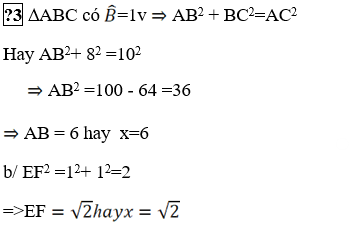 ?3 ΔABC có B̂=1v ⇒ AB² + BC²=AC²
Hay AB²+ 8² =10²
⇒ AB² =100 - 64 =36
⇒ AB = 6 hay x=6
b/ EF² =1²+ 1²=2
=>EF = √2hayx = √2